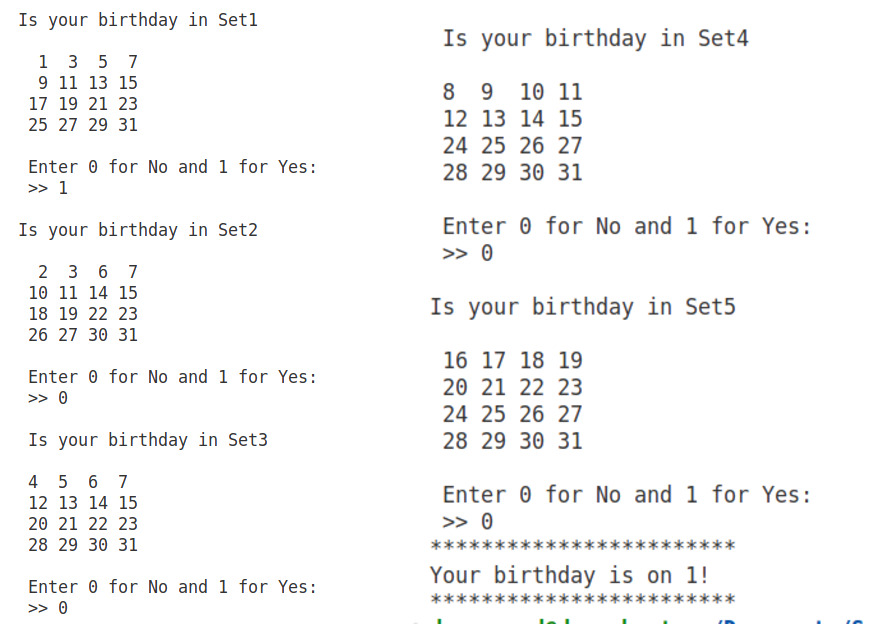 Is your birthday in Set1
1 3 5 7
9 11 13 15
17 19 21 23
25 27 29 31
Enter 0 for No and 1 for Yes:
>> 1
Is your birthday in Set2
2 3 6 7
10 11 14 15
18 19 22 23
26 27 30 31
Enter 0 for No and 1 for Yes:
>> 0
Is your birthday in Set3
4 5 6 7
12 13 14 15
20 21 22 23
28 29 30 31
Enter 0 for No and 1 for Yes:
>> 0
Is your birthday in Set4
8 9 10 11
12 13 14 15
24 25 26 27
28 29 30 31
Enter 0 for No and 1 for Yes:
>> 0
Is your birthday in Set5
16 17 18 19
20 21 22 23
24 25 26 27
28 29 30 31
Enter 0 for No and 1 for Yes:
>> 0
************************
Your birthday is on 1!
************************